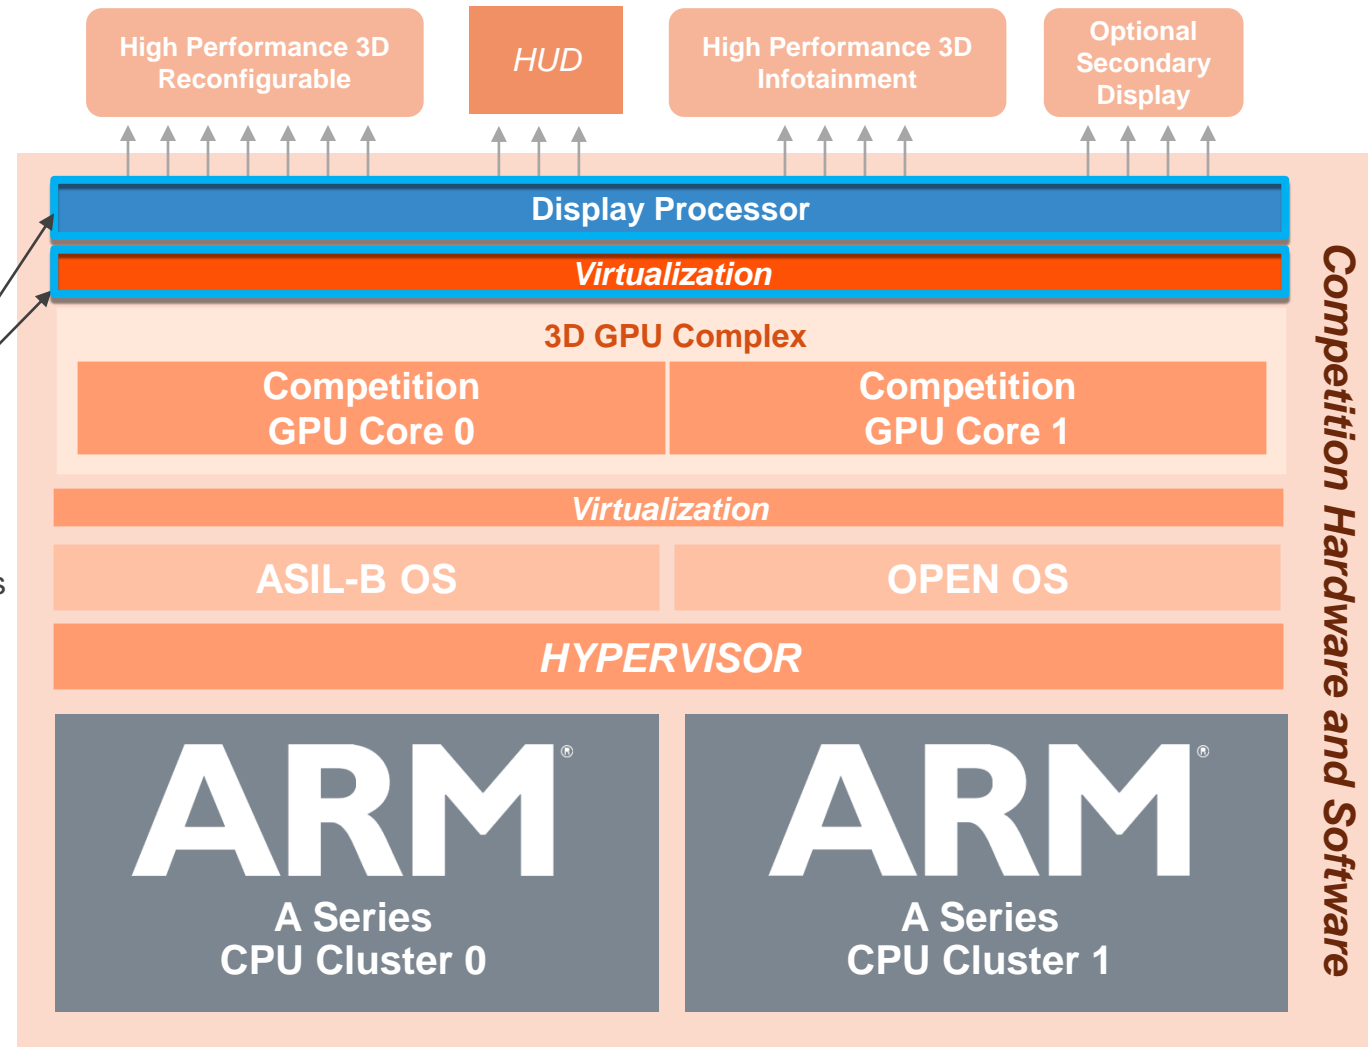 High Performance 3D
Reconfigurable
HUD
High Performance 3D
Infotainment
Optional
Secondary
Display
Display Processor
Virtualization
3D GPU Complex
Competition
GPU Core 0
Competition
GPU Core 1
Virtualization
s
ASIL-B OS
OPEN OS
HYPERVISOR
ARM®
A Series
CPU Cluster 0
ARM®
A Series
CPU Cluster 1
Competition Hardware and Software